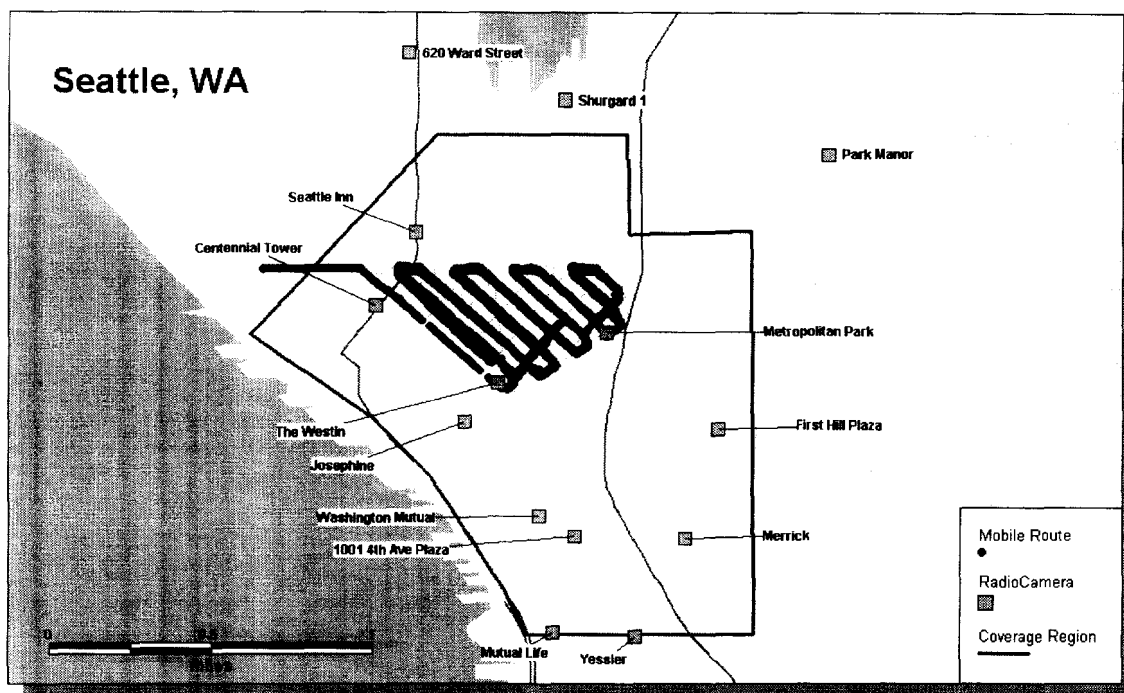 620 Ward Street
Seattle, WA
Shurgard 1
Park Manor
Seattle Inn
Centennial Tower
Metropolitan Park
The Westin
First Hill Plaza
Josephine
Washington Mutual
1001 4th Ave Plaza
Merrick
Mutual Life
Yessler
Mobile Route
RadioCamera
Coverage Region
0
1